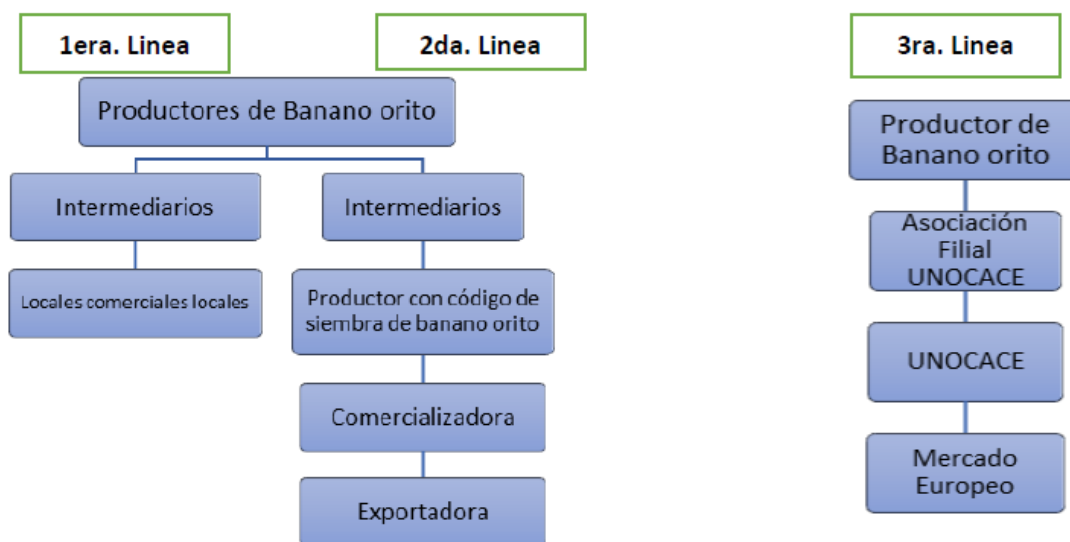 1era. Linea
2da. Linea
3ra. Linea
Productores de Banano orito
Intermediarios
Locales comerciales locales
Intermediarios
Productor con código de
siembra de banano orito
Comercializadora
Exportadora
Productor de
Banano orito
Asociación
Filial
UNOCACE
UNOCACE
Mercado
Europeo